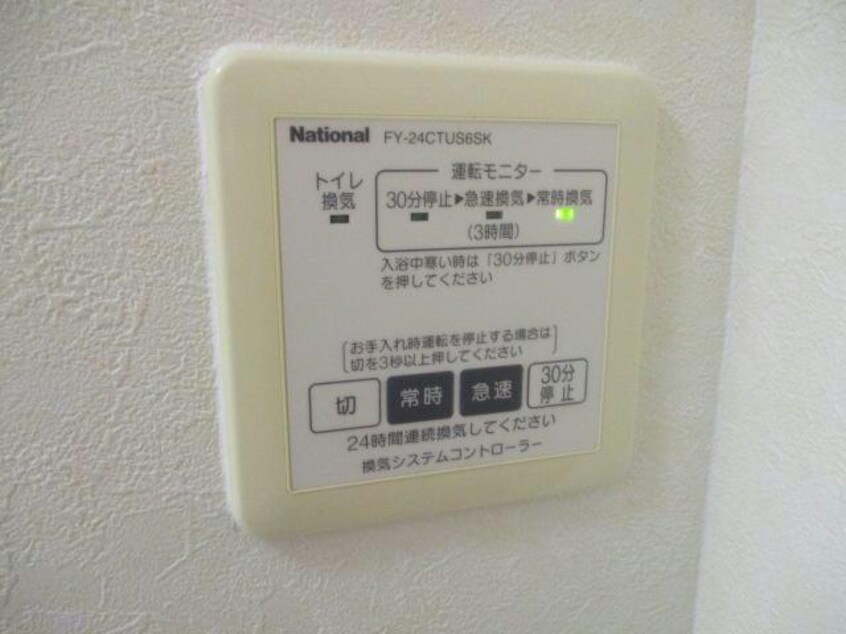 National FY-24CTUS6SK
運転モニター
トイレ
換気
30分停止▶急速換気▶常時換気
(3時間)
入浴中寒い時は「30分停止」ボタン
を押してください
お手入れ時運転を停止する場合は
切を3秒以上押してください
切 常時 急速 30分
停止
24時間連続換気してください
換気システムコントローラー